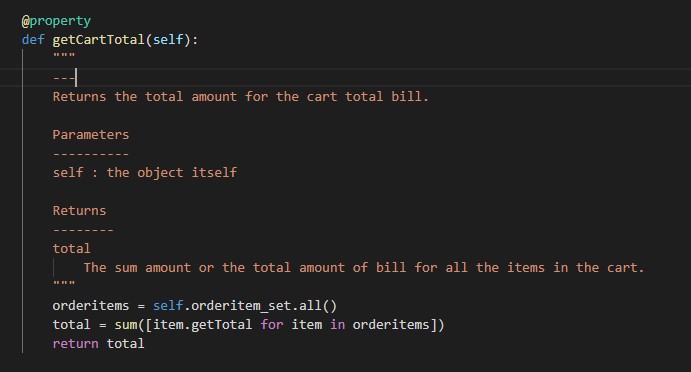 @property
def getCartTotal(self):
"""
---
Returns the total amount for the cart total bill.
Parameters
----------
self : the object itself
Returns
--------
total
The sum amount or the total amount of bill for all the items in the cart.
"""
orderitems = self.orderitem_set.all()
total = sum([item.getTotal for item in orderitems])
return total